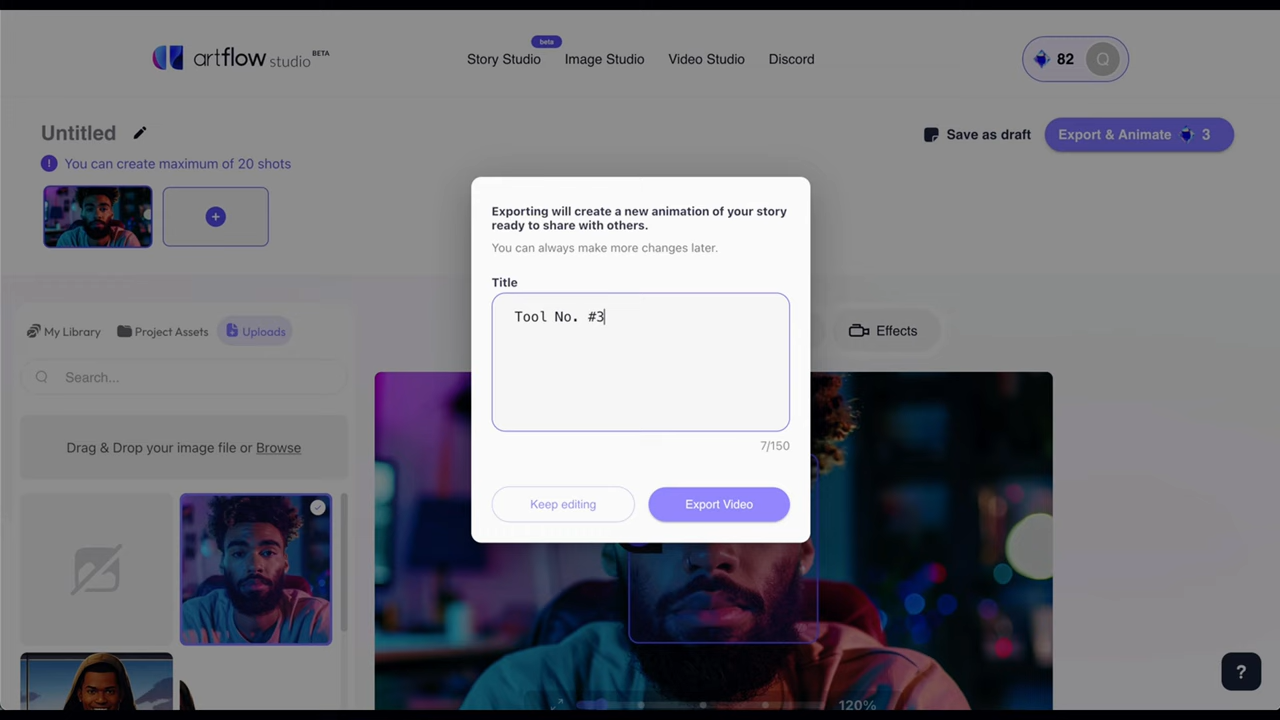 artflow studio BETA
beta
Story Studio Image Studio Video Studio Discord
82 Q
Untitled
Save as draft Export & Animate 3
! You can create maximum of 20 shots
+
Exporting will create a new animation of your story
ready to share with others.
You can always make more changes later.
Title
Tool No. #3
7/150
Keep editing Export Video
My Library Project Assets Uploads
Effects
Search...
Drag & Drop your image file or Browse
120%
?